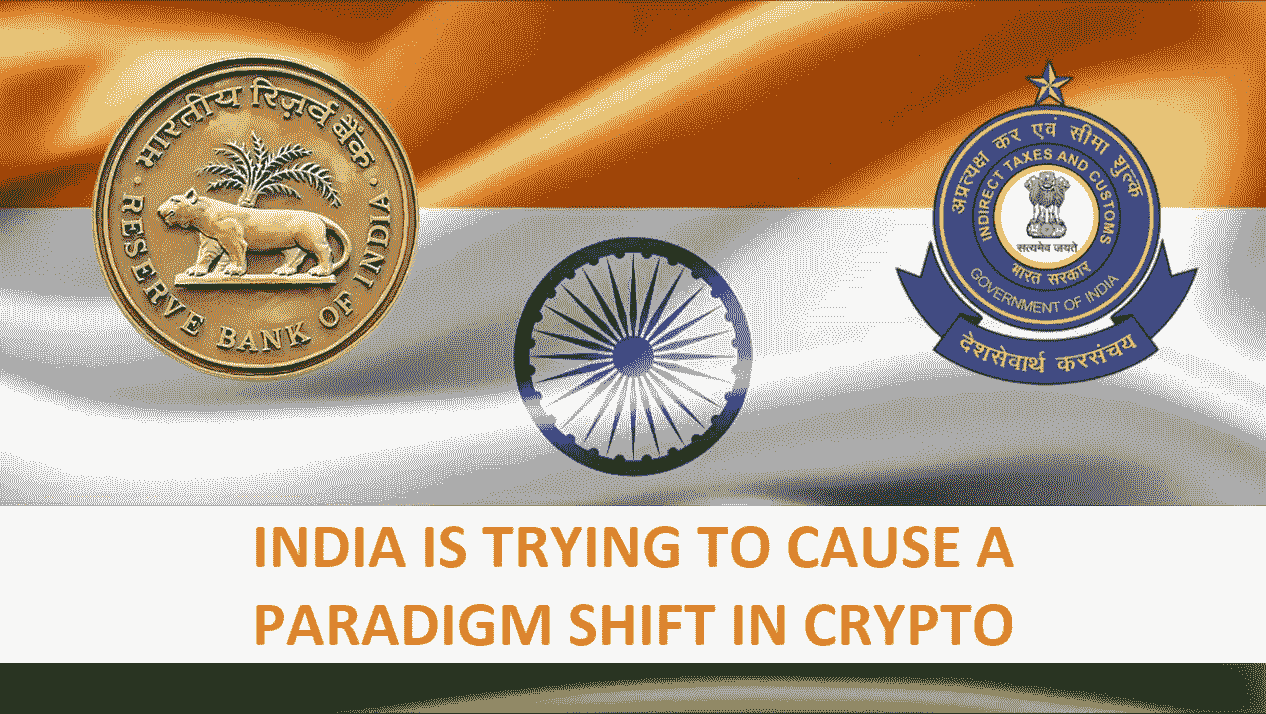 भारतीय रिज़र्व बैंक
RESERVE BANK OF INDIA
अप्रत्यक्ष कर एवं सीमा शुल्क
INDIRECT TAXES AND CUSTOMS
सत्यमेव जयते
भारत सरकार
GOVERNMENT OF INDIA
देशसेवार्थ करसंचय
INDIA IS TRYING TO CAUSE A
PARADIGM SHIFT IN CRYPTO